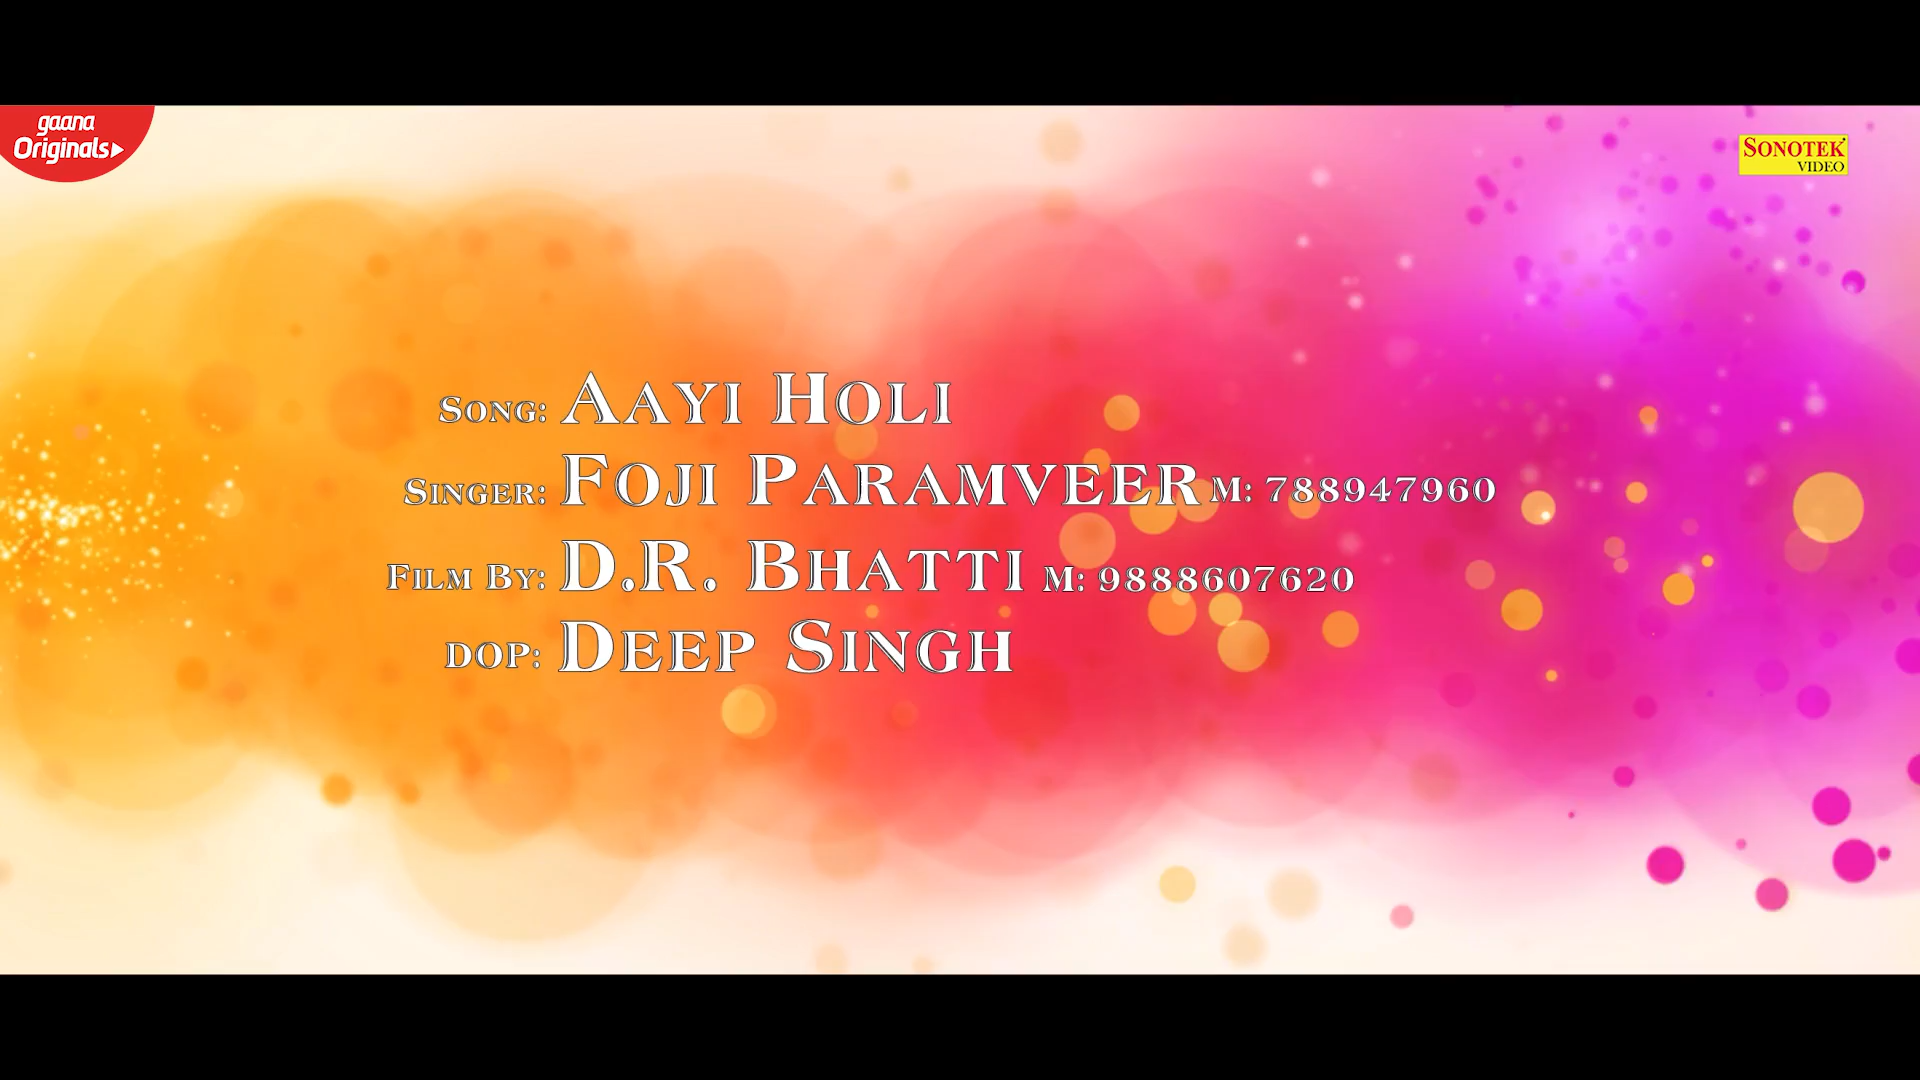 gaana
Originals
SONOTEK
VIDEO
SONG: AAYI HOLI
SINGER: FOJI PARAMVEER M: 788947960
FILM BY: D.R. BHATTI M: 9888607620
DOP: DEEP SINGH